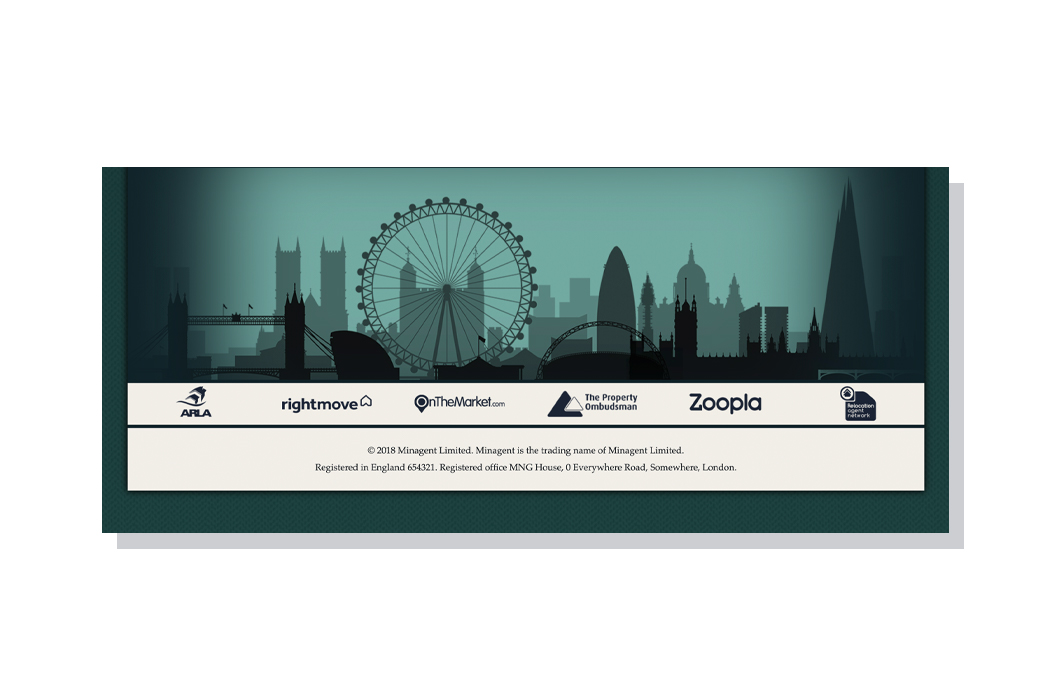 ARLA
rightmove
OnTheMarket.com
The Property
Ombudsman
Zoopla
Relocation
agent
network
© 2018 Minagent Limited. Minagent is the trading name of Minagent Limited.
Registered in England 654321. Registered office MNG House, 0 Everywhere Road, Somewhere, London.